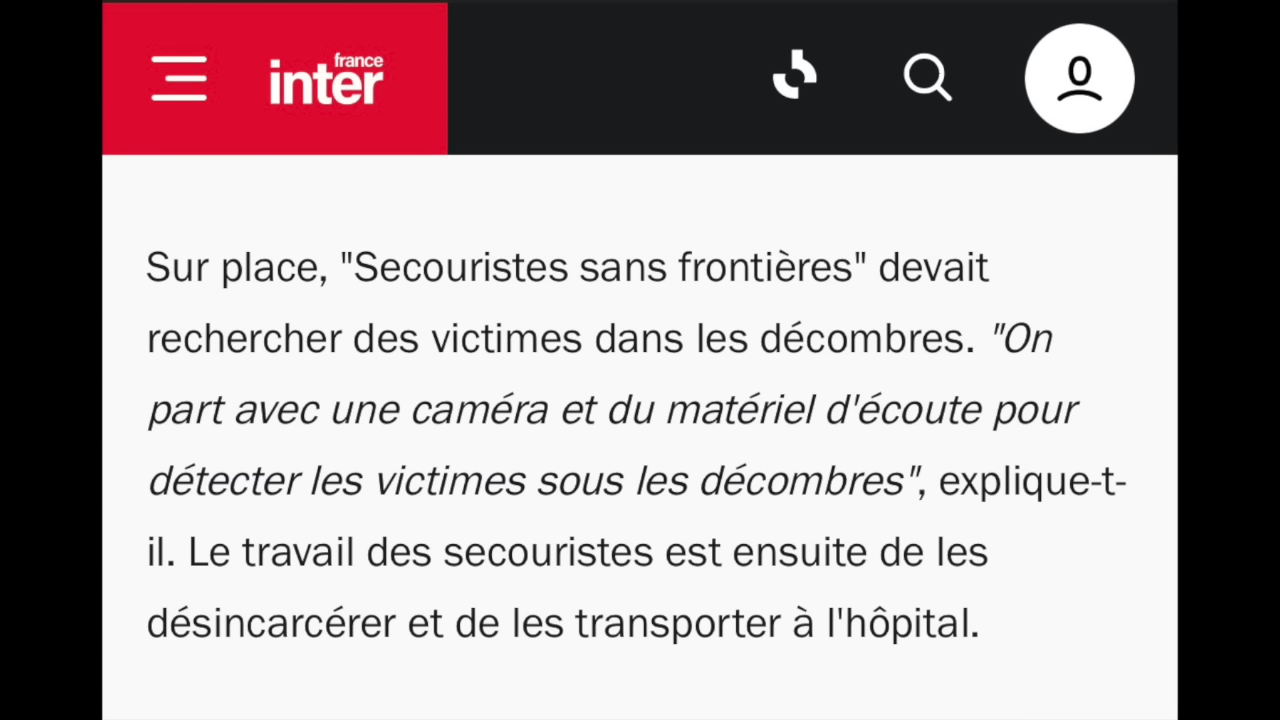 france
inter
Sur place, "Secouristes sans frontières" devait
rechercher des victimes dans les décombres. "On
part avec une caméra et du matériel d'écoute pour
détecter les victimes sous les décombres", explique-t-
il. Le travail des secouristes est ensuite de les
désincarcérer et de les transporter à l'hôpital.